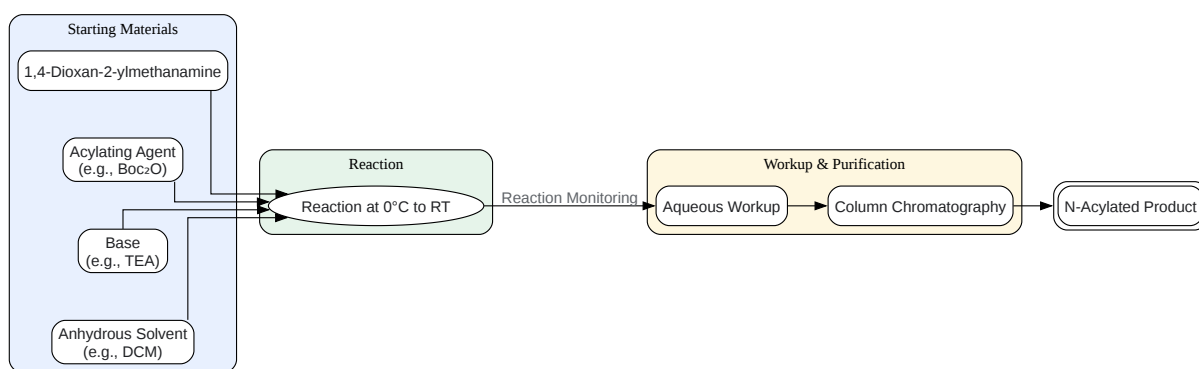 Starting Materials
1,4-Dioxan-2-ylmethanamine
Acylating Agent
(e.g., Boc₂O)
Base
(e.g., TEA)
Anhydrous Solvent
(e.g., DCM)
Reaction
Reaction at 0°C to RT
Reaction Monitoring
Workup & Purification
Aqueous Workup
Column Chromatography
N-Acylated Product